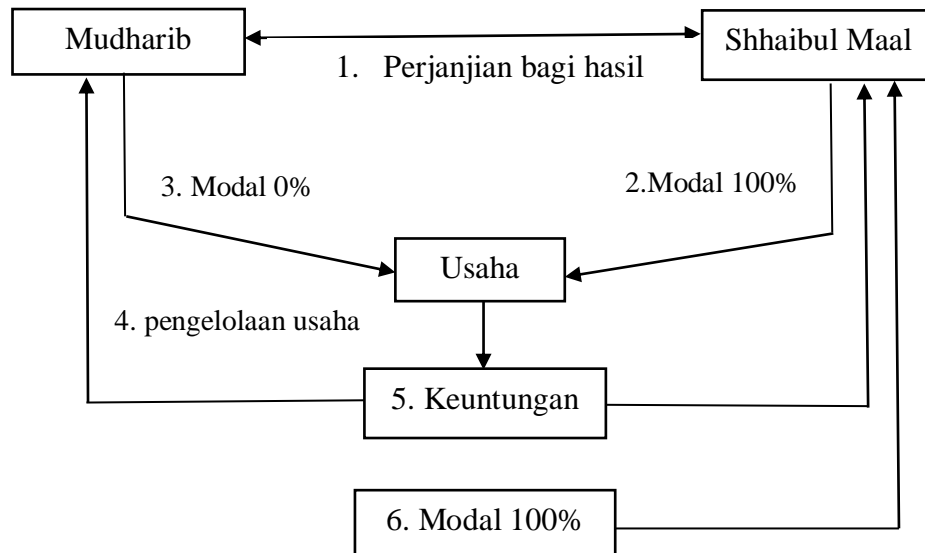 Mudharib
Shhaibul Maal
1. Perjanjian bagi hasil
3. Modal 0%
2.Modal 100%
Usaha
4. pengelolaan usaha
5. Keuntungan
6. Modal 100%